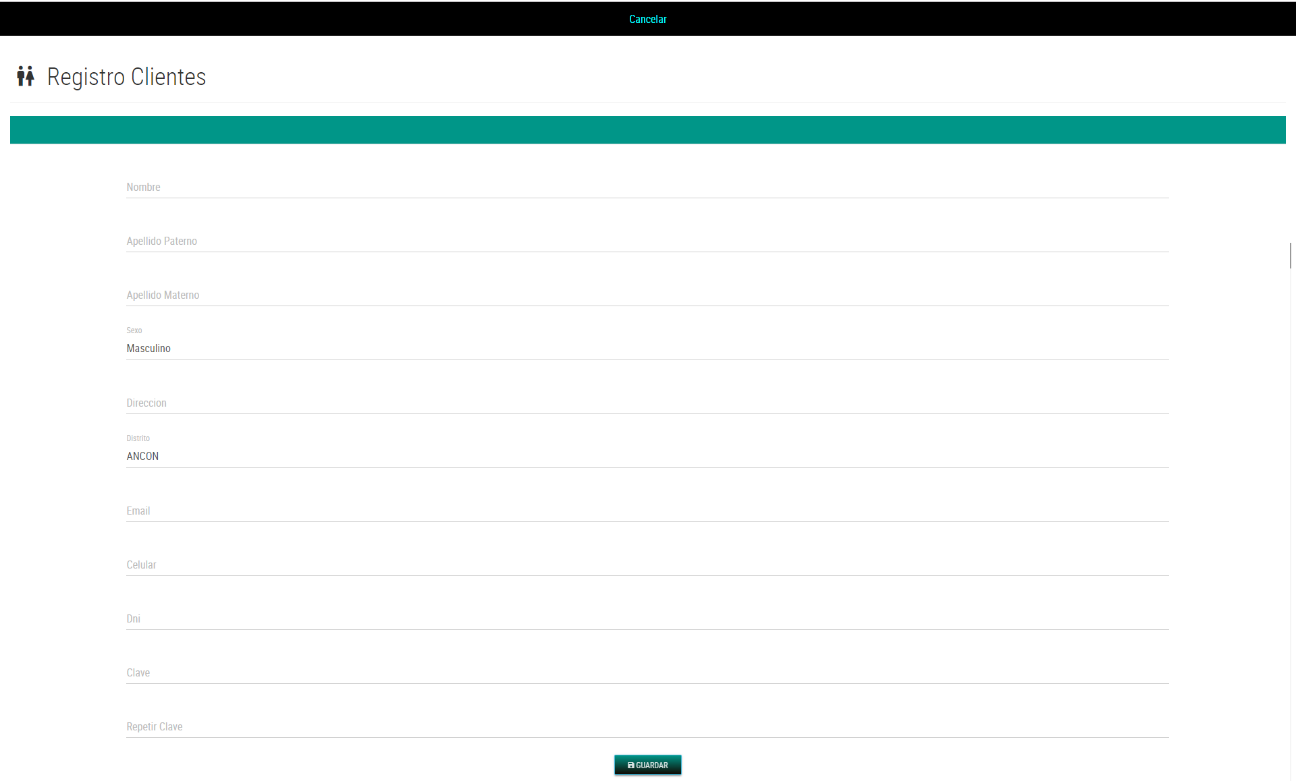 Cancelar
Registro Clientes
Nombre
Apellido Paterno
Apellido Materno
Sexo
Masculino
Direccion
Distrito
ANCON
Email
Celular
Dni
Clave
Repetir Clave
GUARDAR